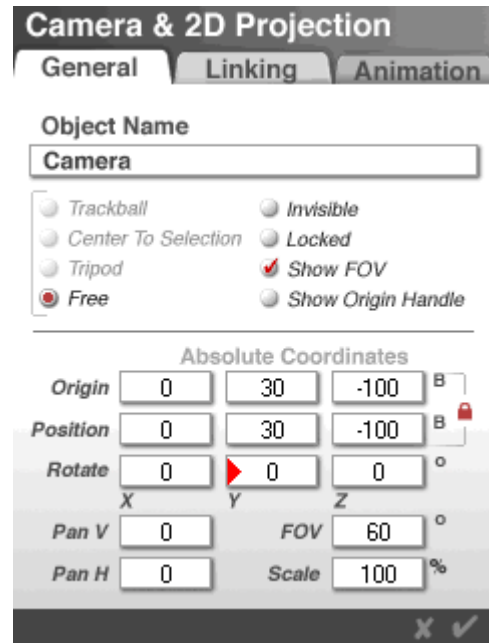 Camera & 2D Projection
General Linking Animation
Object Name
Camera
Trackball Invisible
Center To Selection Locked
Tripod Show FOV
Free Show Origin Handle
Absolute Coordinates
Origin 0 30 -100 B
Position 0 30 -100 B
Rotate 0 0 0 °
X Y Z
Pan V 0 FOV 60 °
Pan H 0 Scale 100 %